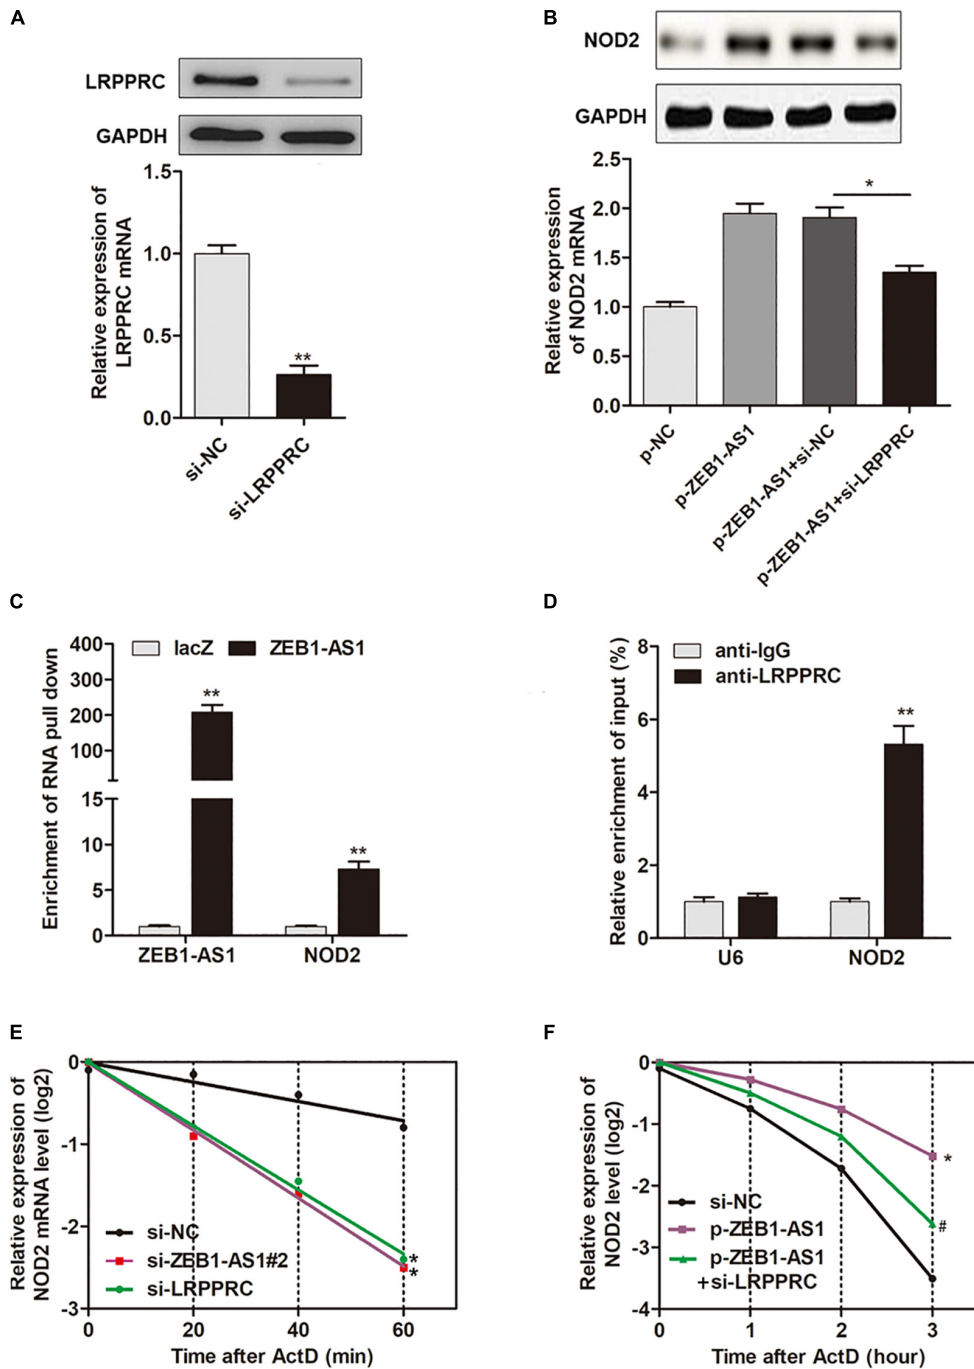 A
LRPPRC
GAPDH
Relative expression of
LRPPRC mRNA
1.5
1.0
0.5
0.0
**
si-NC
si-LRPPRC
B
NOD2
GAPDH
Relative expression
of NOD2 mRNA
2.5
2.0
1.5
1.0
0.5
0.0
*
p-NC
p-ZEB1-AS1
p-ZEB1-AS1+si-NC
p-ZEB1-AS1+si-LRPPRC
C
Enrichment of RNA pull down
400
300
200
100
15
10
5
0
lacZ ZEB1-AS1
**
**
ZEB1-AS1 NOD2
D
Relative enrichment of input (%)
8
6
4
2
0
anti-IgG
anti-LRPPRC
**
U6 NOD2
E
Relative expression of
NOD2 mRNA level (log2)
0
-1
-2
-3
si-NC
si-ZEB1-AS1#2
si-LRPPRC
*
*
0 20 40 60
Time after ActD (min)
F
Relative expression of
NOD2 level (log2)
0
-1
-2
-3
-4
si-NC
p-ZEB1-AS1
p-ZEB1-AS1
+si-LRPPRC
*
#
0 1 2 3
Time after ActD (hour)